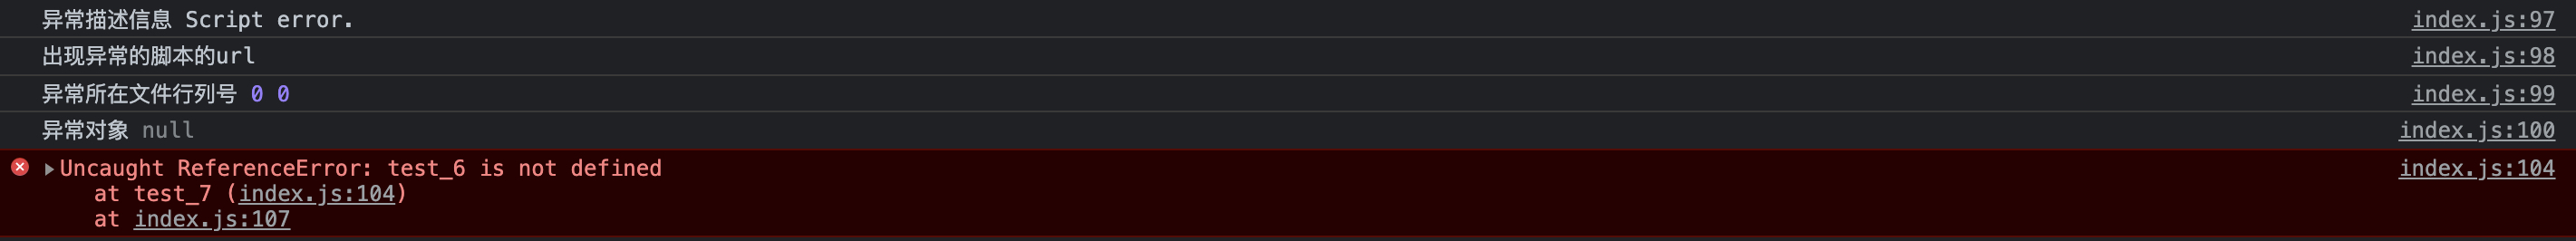 异常描述信息 Script error. index.js:97
出现异常的脚本的url index.js:98
异常所在文件行列号 0 0 index.js:99
异常对象 null index.js:100
Uncaught ReferenceError: test_6 is not defined index.js:104
at test_7 (index.js:104)
at index.js:107